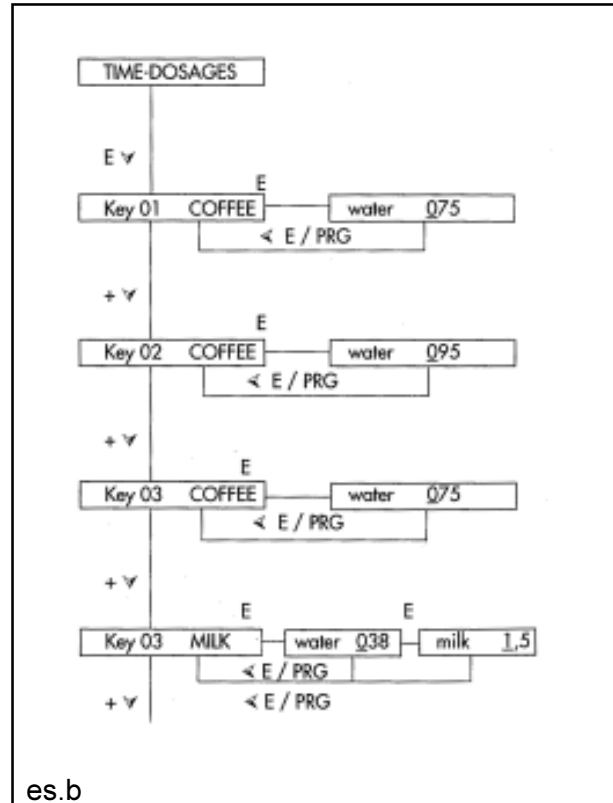 TIME-DOSAGES
E ∀
E
Key 01 COFFEE water 075
∢ E / PRG
+ ∀
E
Key 02 COFFEE water 095
∢ E / PRG
+ ∀
E
Key 03 COFFEE water 075
∢ E / PRG
+ ∀
E E
Key 03 MILK water 038 milk 1,5
∢ E / PRG
+ ∀ ∢ E / PRG
es.b